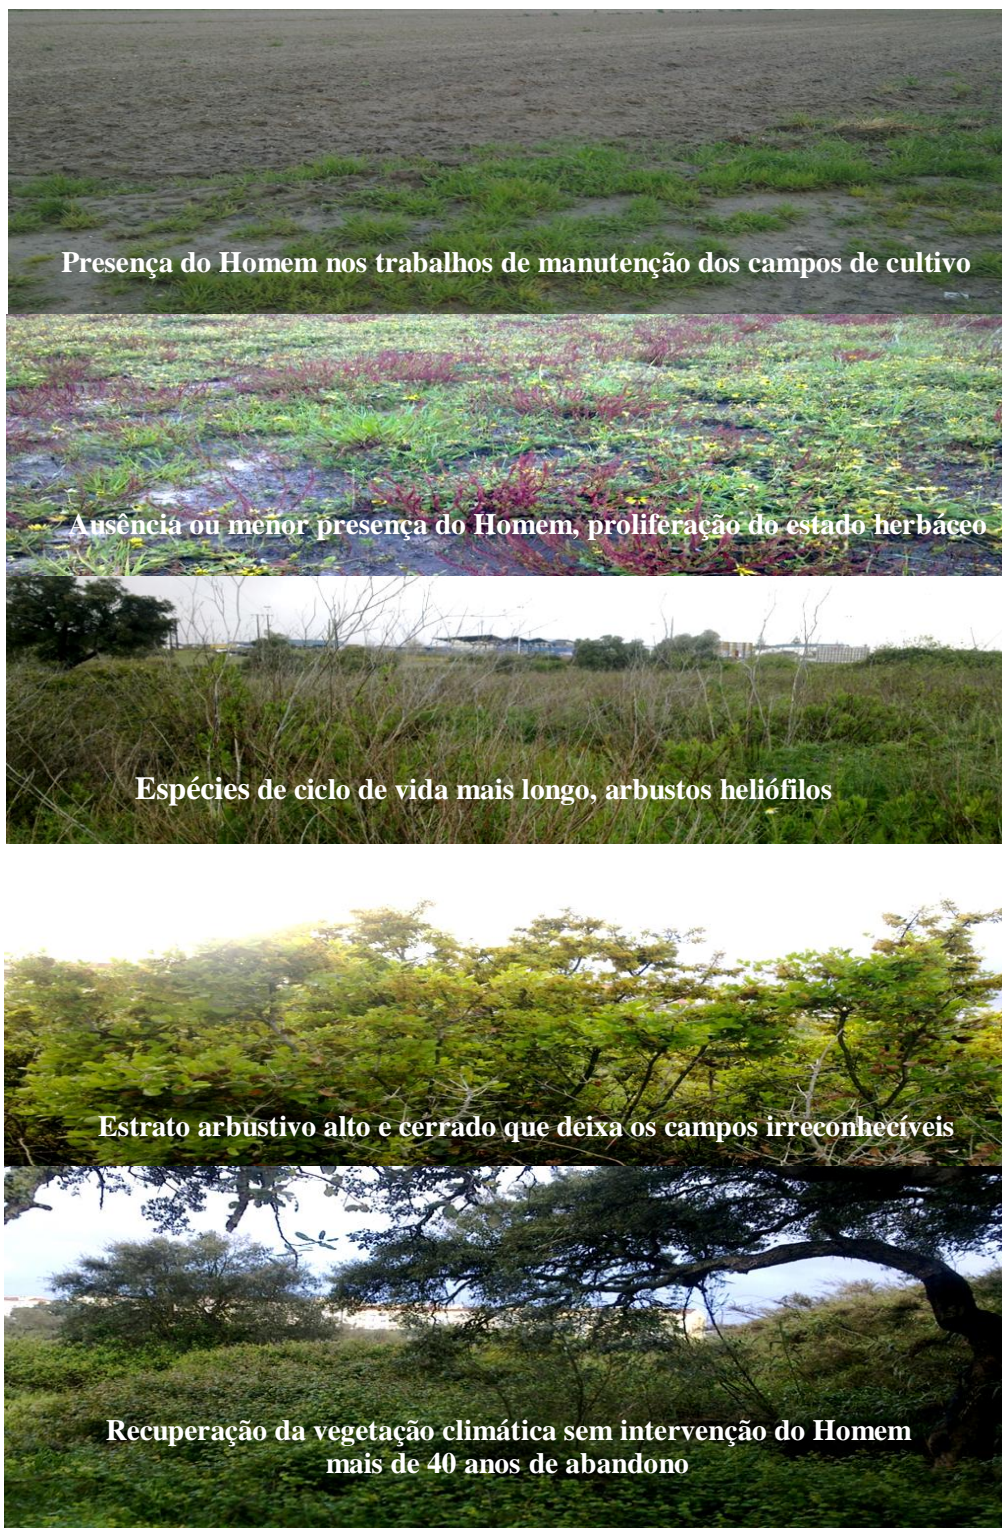 Presença do Homem nos trabalhos de manutenção dos campos de cultivo
Ausência ou menor presença do Homem, proliferação do estado herbáceo
Espécies de ciclo de vida mais longo, arbustos heliófilos
Estrato arbustivo alto e cerrado que deixa os campos irreconhecíveis
Recuperação da vegetação climática sem intervenção do Homem
mais de 40 anos de abandono